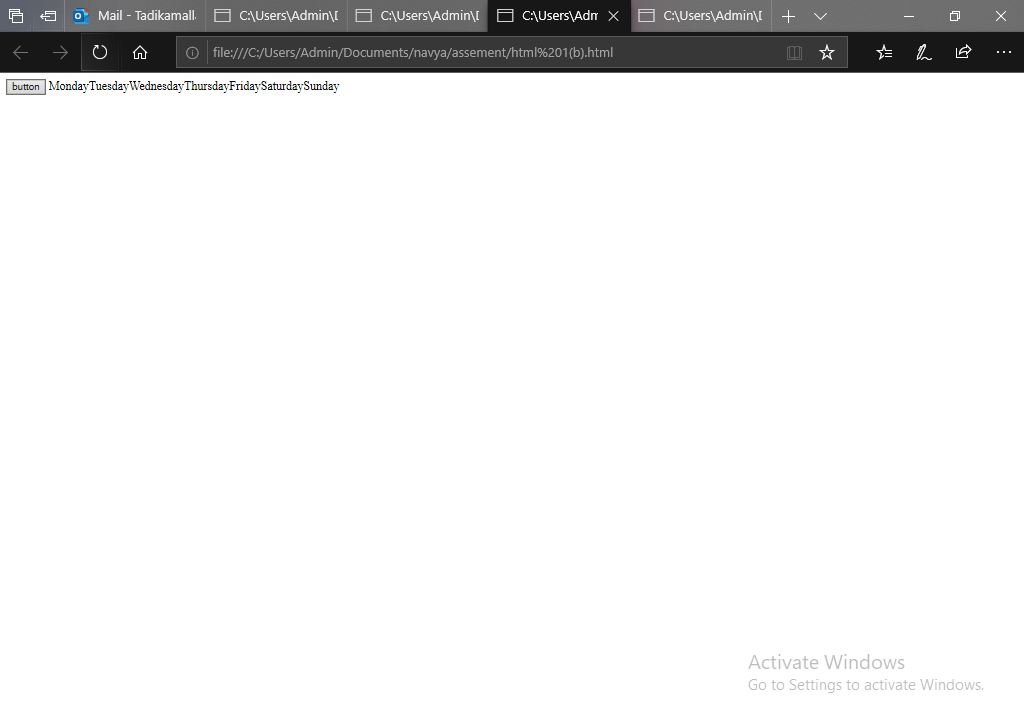 Mail - Tadikamall
C:\Users\Admin\D
C:\Users\Admin\D
C:\Users\Adm
C:\Users\Admin\D
file:///C:/Users/Admin/Documents/navya/assement/html%201(b).html
button MondayTuesdayWednesdayThursdayFridaySaturdaySunday
Activate Windows
Go to Settings to activate Windows.